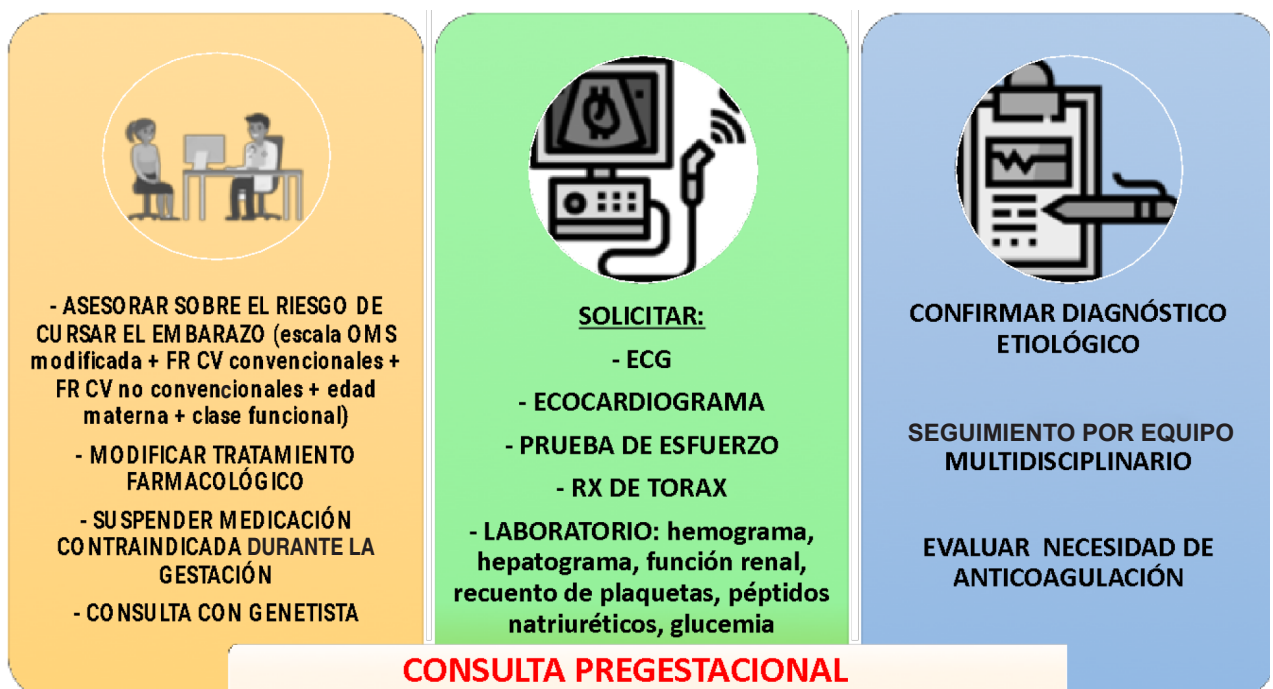 - ASESORAR SOBRE EL RIESGO DE
CURSAR EL EMBARAZO (escala OMS
modificada + FR CV convencionales +
FR CV no convencionales + edad
materna + clase funcional)
- MODIFICAR TRATAMIENTO
FARMACOLÓGICO
- SUSPENDER MEDICACIÓN
CONTRAINDICADA DURANTE LA
GESTACIÓN
- CONSULTA CON GENETISTA
SOLICITAR:
- ECG
- ECOCARDIOGRAMA
- PRUEBA DE ESFUERZO
- RX DE TORAX
- LABORATORIO: hemograma,
hepatograma, función renal,
recuento de plaquetas, péptidos
natriuréticos, glucemia
CONFIRMAR DIAGNÓSTICO
ETIOLÓGICO
SEGUIMIENTO POR EQUIPO
MULTIDISCIPLINARIO
EVALUAR NECESIDAD DE
ANTICOAGULACIÓN
CONSULTA PREGESTACIONAL